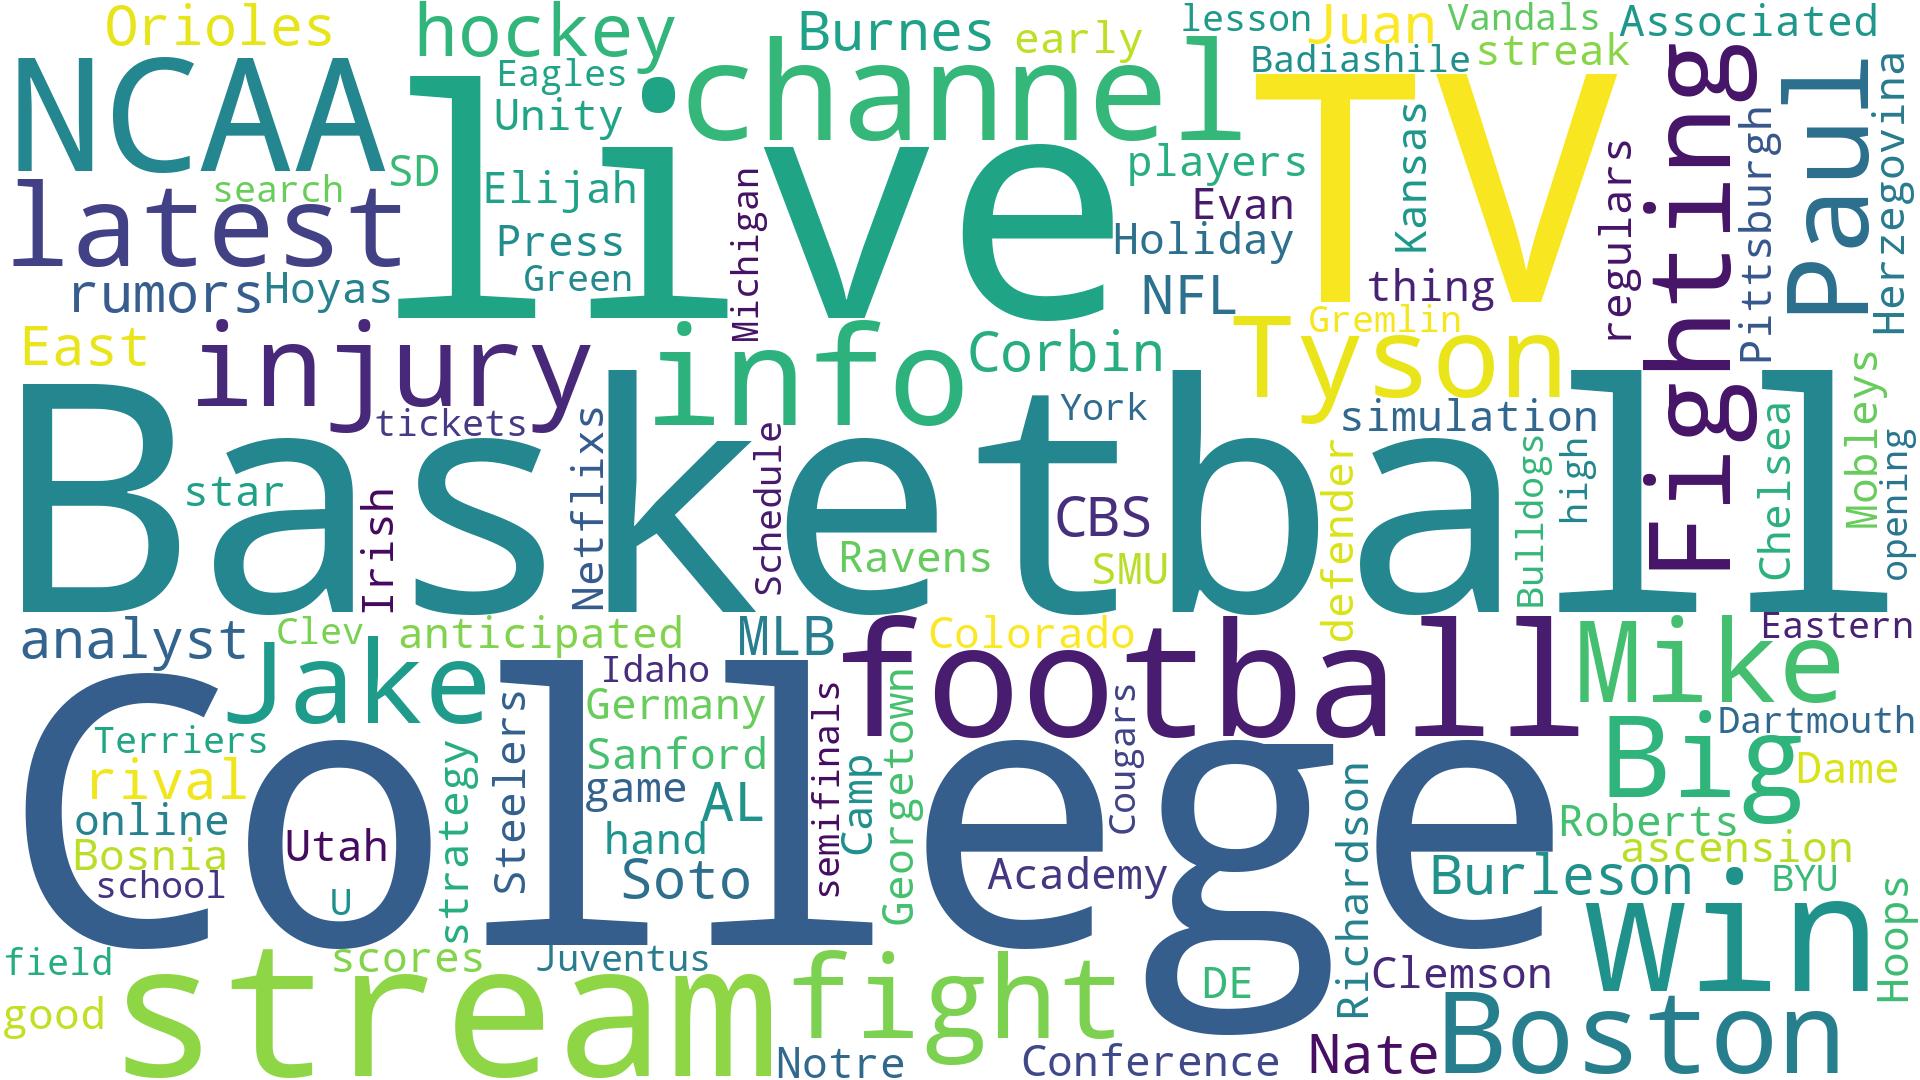 Orioles
hockey
Burnes
early
lesson
Juan
Vandals
Associated
NCAA
Eagles
channel
Badiashile
streak
Fighting
Paul
Herzegovina
live
TV
Unity
latest
search
SD
Elijah
Michigan
players
Evan
Kansas
regulars
Pittsburgh
Press
Holiday
rumors
Hoyas
Green
NFL
thing
East
injury
info
Corbin
Tyson
Gremlin
tickets
York
simulation
Basketball
star
Irish
Netflixs
Schedule
Ravens
CBS
SMU
defender
Bulldogs
high
Chelsea
Mobleys
opening
analyst
Clev
anticipated
MLB
Colorado
football
Mike
Eastern
Jake
Idaho
Germany
College
Terriers
rival
online
Bosnia
school
Utah
U
strategy
Steelers
Sanford
game
AL
hand
Soto
semifinals
Camp
Georgetown
Cougars
Academy
Richardson
Big
Dartmouth
Dame
Roberts
ascension
Burleson
BYU
win
Hoops
field
good
scores
stream
Juventus
fight
Notre
DE
Conference
Clemson
Nate
Boston